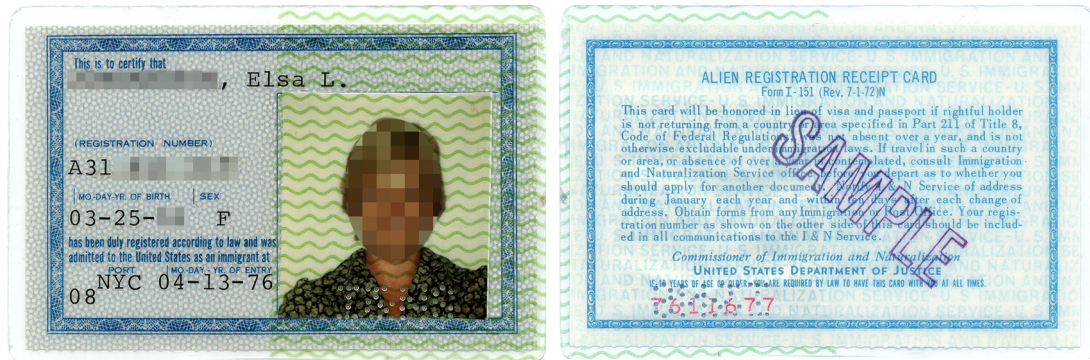 This is to certify that
, Elsa L.
(REGISTRATION NUMBER)
A31
MO.-DAY-YR. OF BIRTH SEX
03-25- F
has been duly registered according to law and was
admitted to the United States as an immigrant at
PORT MO.-DAY-YR. OF ENTRY
NYC 04-13-76
08
ALIEN REGISTRATION RECEIPT CARD
Form I-151 (Rev. 7-1-72)N
This card will be honored in lieu of visa and passport if rightful holder
is not returning from a country or area specified in Part 211 of Title 8,
Code of Federal Regulations, is not absent over a year, and is not
otherwise excludable under immigration laws. If travel in such a country
or area, or absence of over a year is contemplated, consult Immigration
and Naturalization Service office before you depart as to whether you
should apply for another document. Notify I & N Service of address
during January each year and within days each change of
address. Obtain forms from any Immigration or Post Office. Your regis-
tration number as shown on the other side of this card should be includ-
ed in all communications to the I & N Service.
Commissioner of Immigration and Naturalization
UNITED STATES DEPARTMENT OF JUSTICE
IF 18 YEARS OF AGE OR OLDER, YOU ARE REQUIRED BY LAW TO HAVE THIS CARD WITH YOU AT ALL TIMES.
7611677
SAMPLE